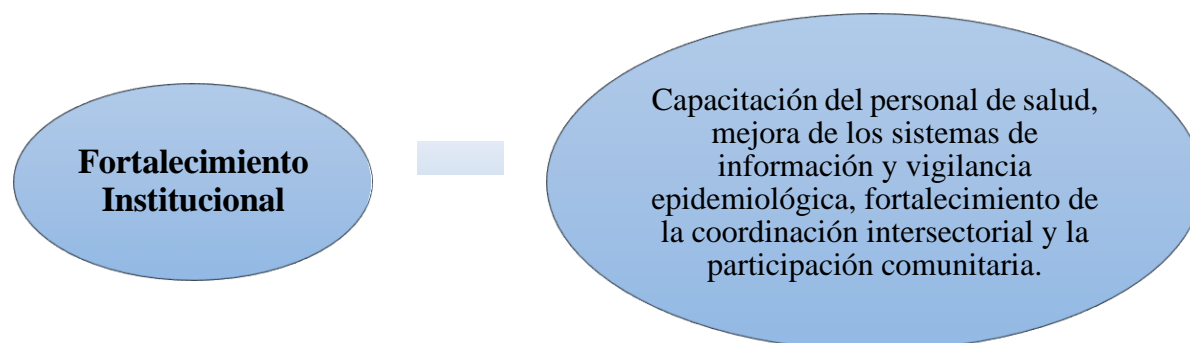 Fortalecimiento
Institucional
Capacitación del personal de salud,
mejora de los sistemas de
información y vigilancia
epidemiológica, fortalecimiento de
la coordinación intersectorial y la
participación comunitaria.